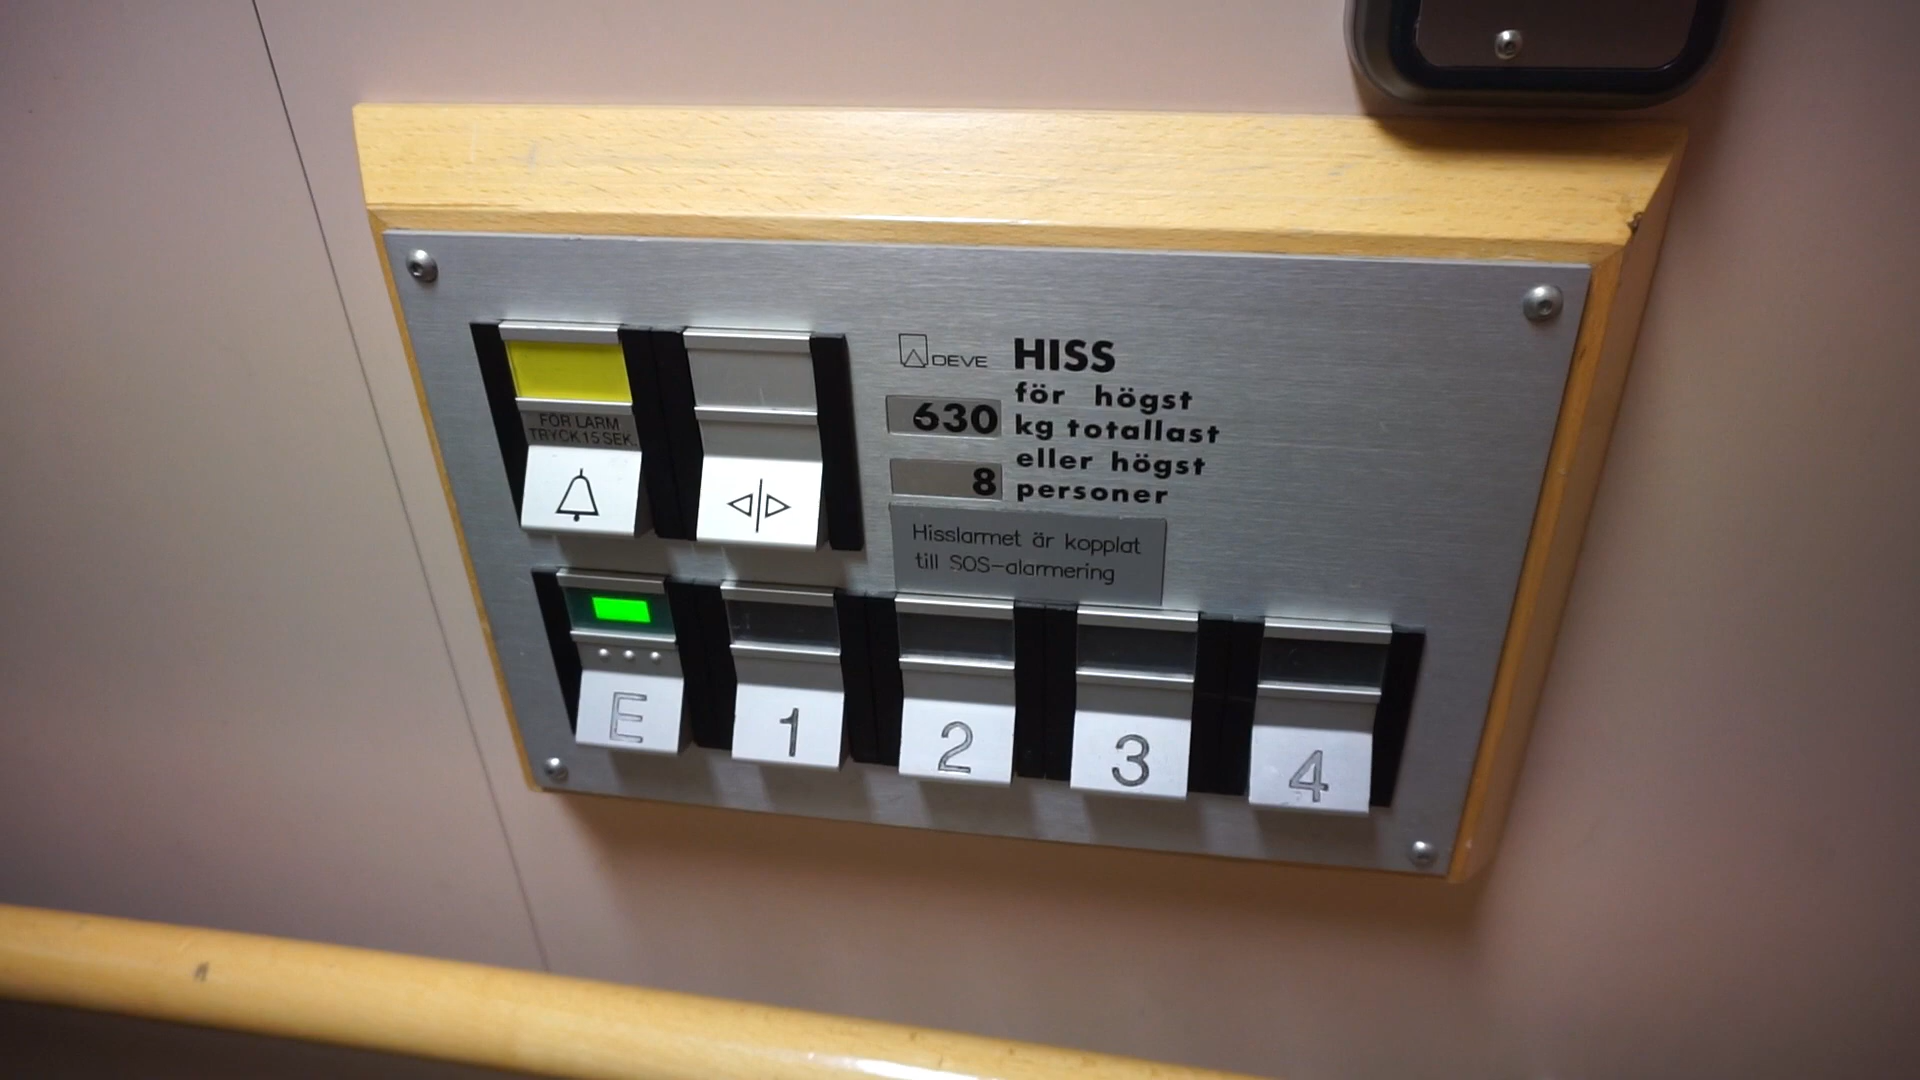 FÖR LARM
TRYCK 15 SEK.
DEVE HISS
för högst
630 kg totallast
eller högst
8 personer
Hisslarmet är kopplat
till SOS-alarmering
E 1 2 3 4